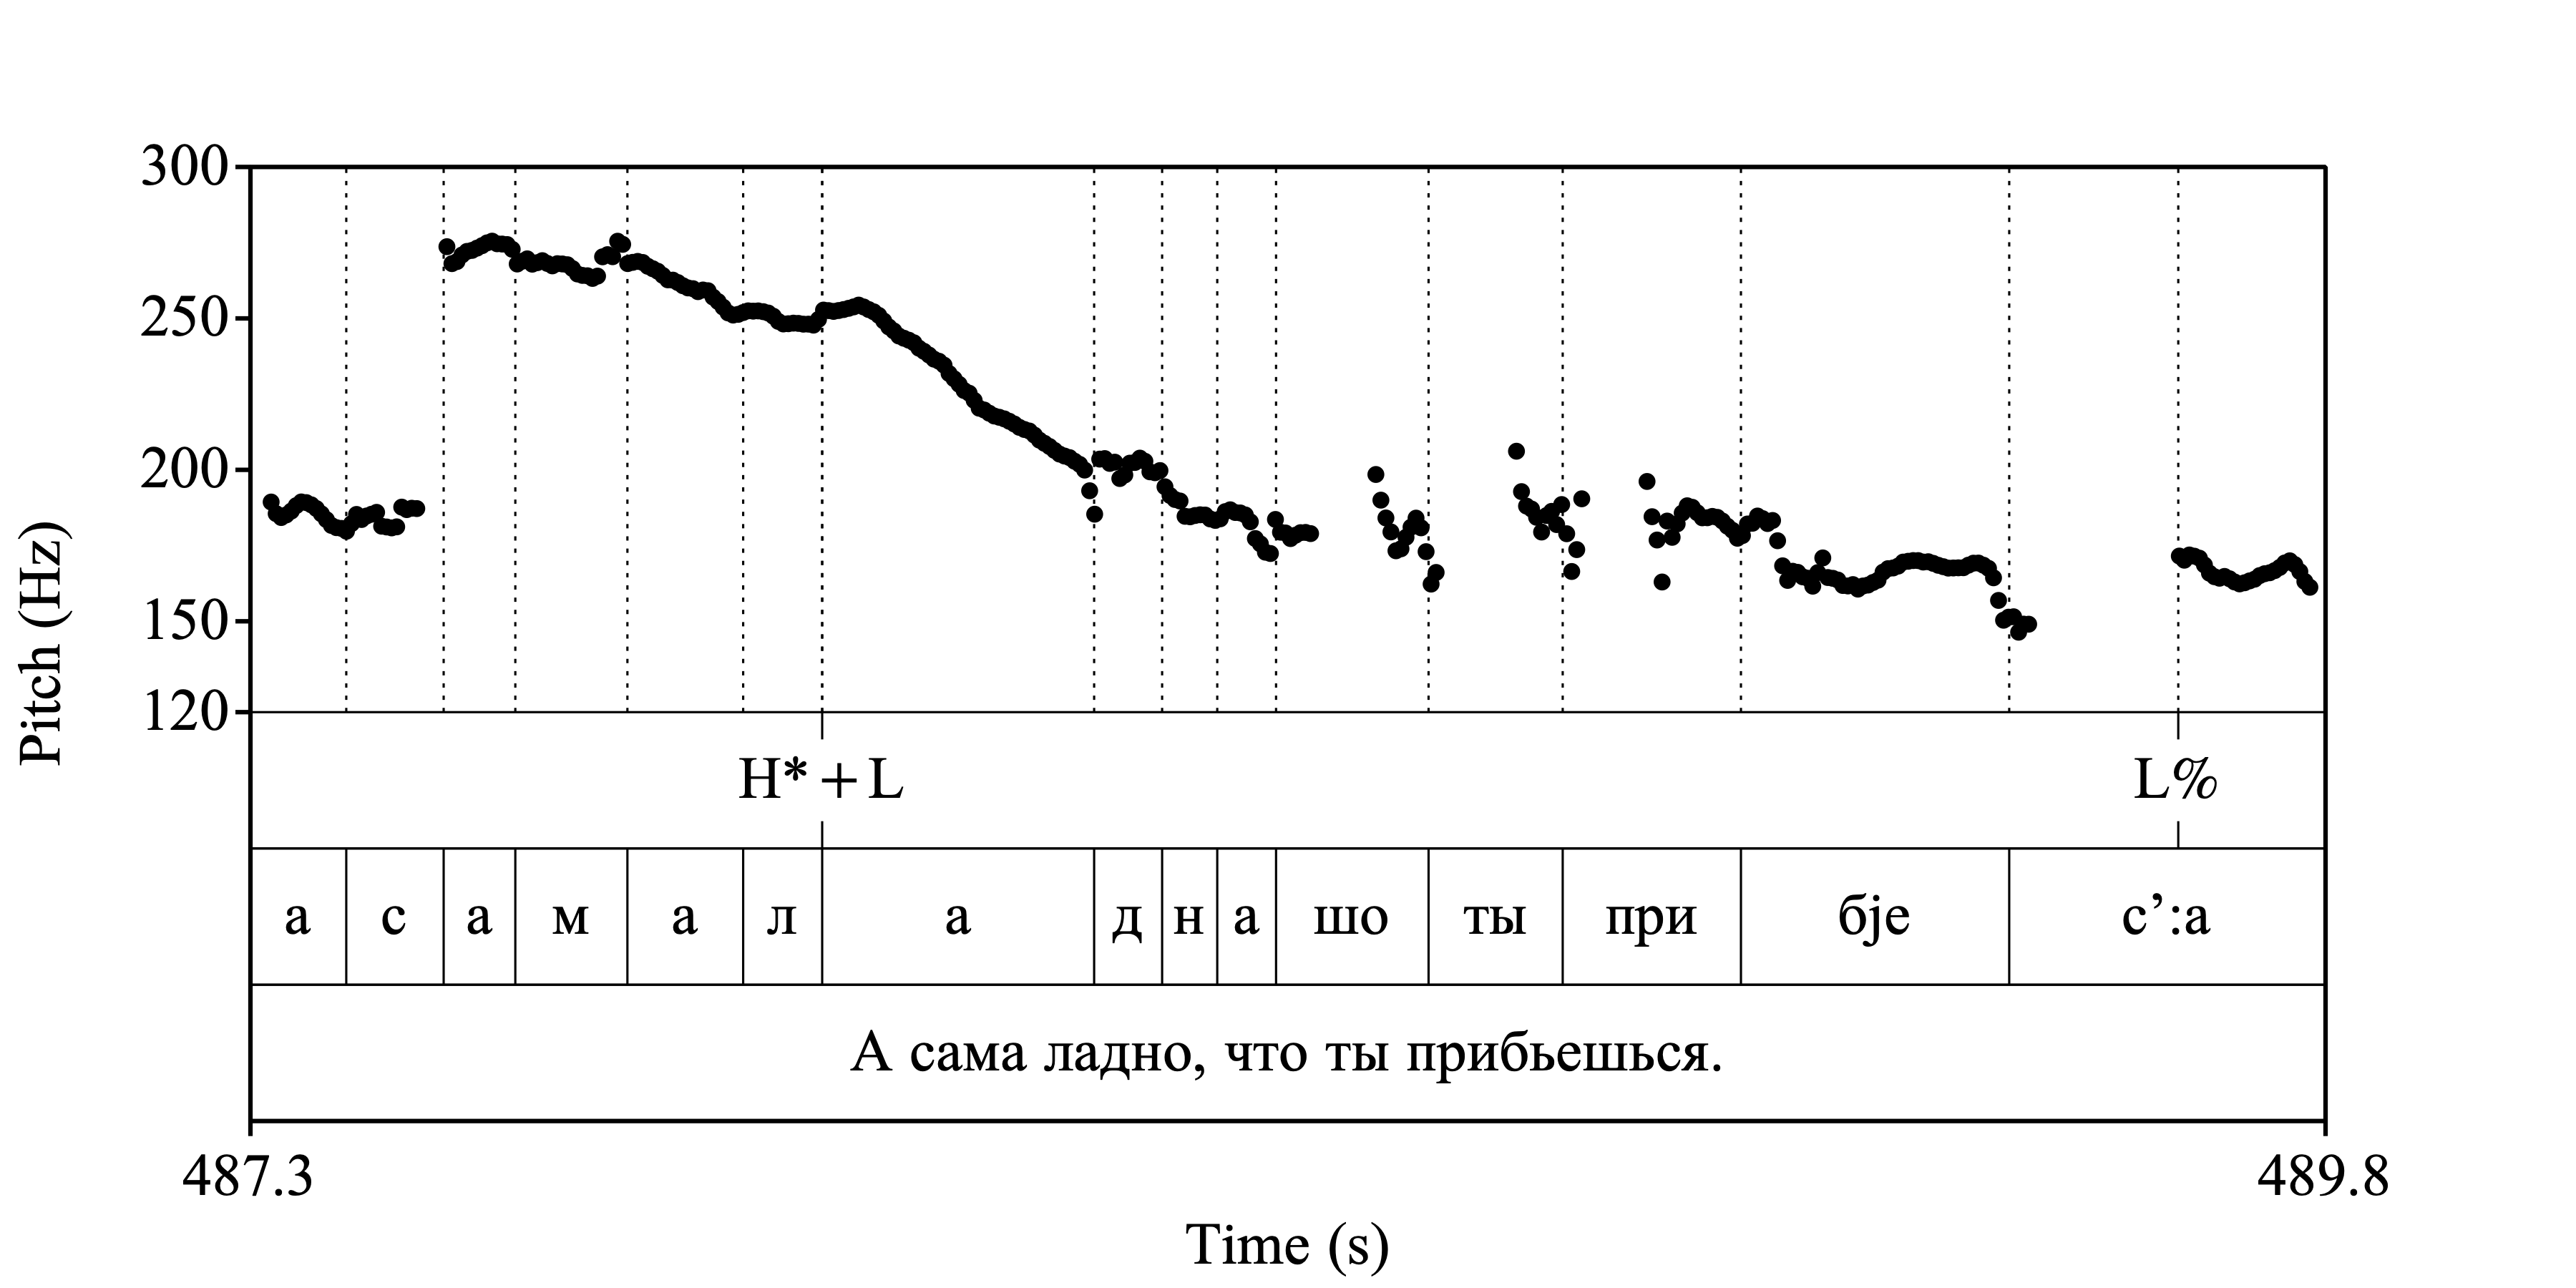 300
250
200
150
120
Pitch (Hz)
H* + L L%
а с а м а л а д н а шо ты при бје с’:а
А сама ладно, что ты прибьешься.
487.3 489.8
Time (s)